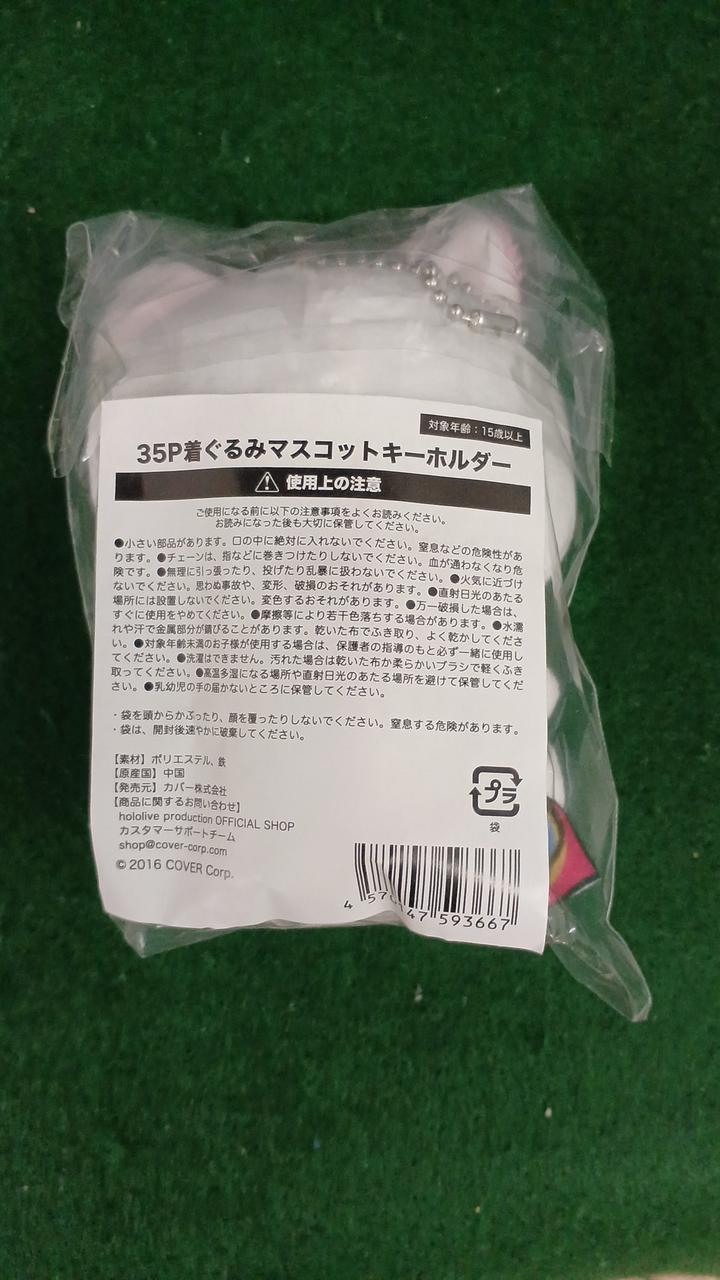 対象年齢：15歳以上
35P着ぐるみマスコットキーホルダー
使用上の注意
ご使用になる前に以下の注意事項をよくお読みください。
お読みになった後も大切に保管してください。
●小さい部品があります。口の中に絶対に入れないでください。窒息などの危険性があ
ります。●チェーンは、指などに巻きつけたりしないでください。血が通わなくなり危
険です。●無理に引っ張ったり、投げたり乱暴に扱わないでください。●火気に近づけ
ないでください。思わぬ事故や、変形、破損のおそれがあります。●直射日光のあたる
場所には設置しないでください。変色するおそれがあります。●万一破損した場合は、
すぐに使用をやめてください。●摩擦等により若干色落ちする場合があります。●水濡
れや汗で金属部分が錆びることがあります。乾いた布でふき取り、よく乾かしてくださ
い。●対象年齢未満のお子様が使用する場合は、保護者の指導のもと必ず一緒に使用し
てください。●洗濯はできません。汚れた場合は乾いた布か柔らかいブラシで軽くふき
取ってください。●高温多湿になる場所や直射日光のあたる場所を避けて保管してくだ
さい。●乳幼児の手の届かないところに保管してください。
・袋を頭からかぶったり、顔を覆ったりしないでください。窒息する危険があります。
・袋は、開封後速やかに破棄してください。
【素材】ポリエステル、鉄
【原産国】中国
【発売元】カバー株式会社
【商品に関するお問い合わせ】
hololive production OFFICIAL SHOP
カスタマーサポートチーム
shop@cover-corp.com
© 2016 COVER Corp.
プラ
袋
4 57 47 593667